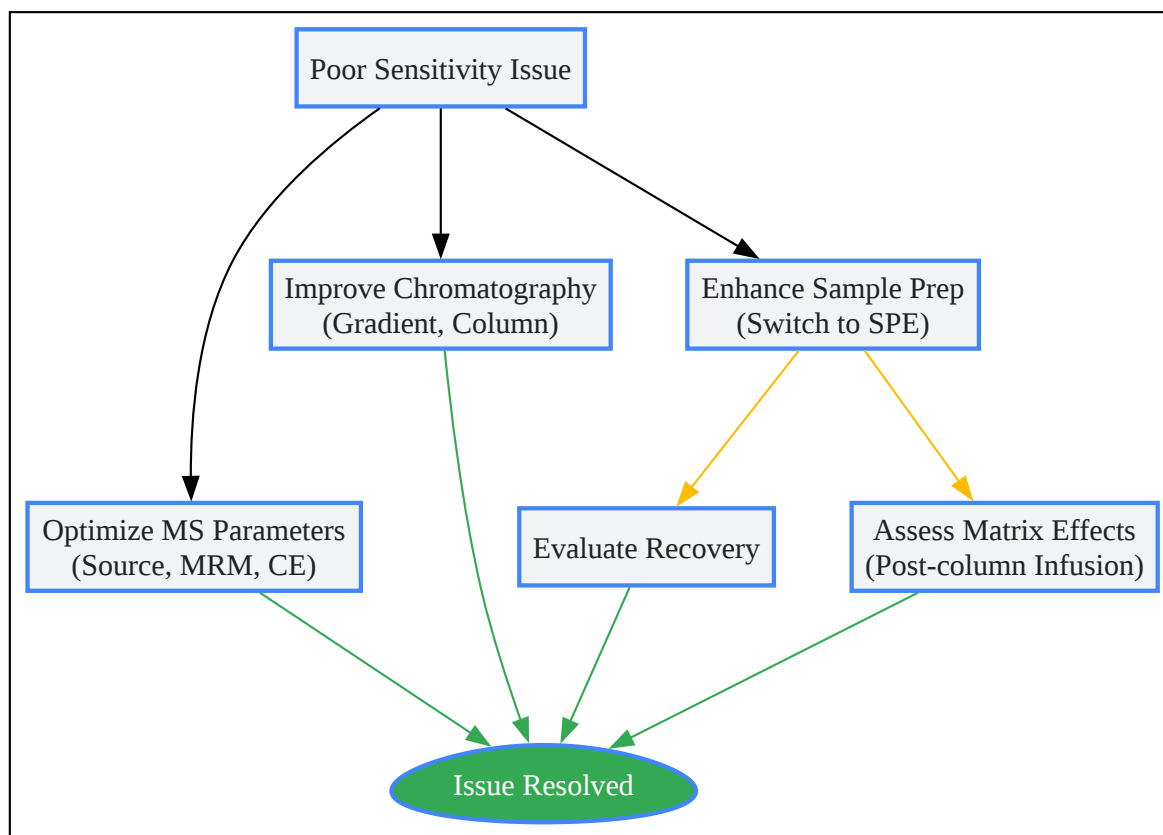 Poor Sensitivity Issue
Improve Chromatography
(Gradient, Column)
Enhance Sample Prep
(Switch to SPE)
Optimize MS Parameters
(Source, MRM, CE)
Evaluate Recovery
Assess Matrix Effects
(Post-column Infusion)
Issue Resolved